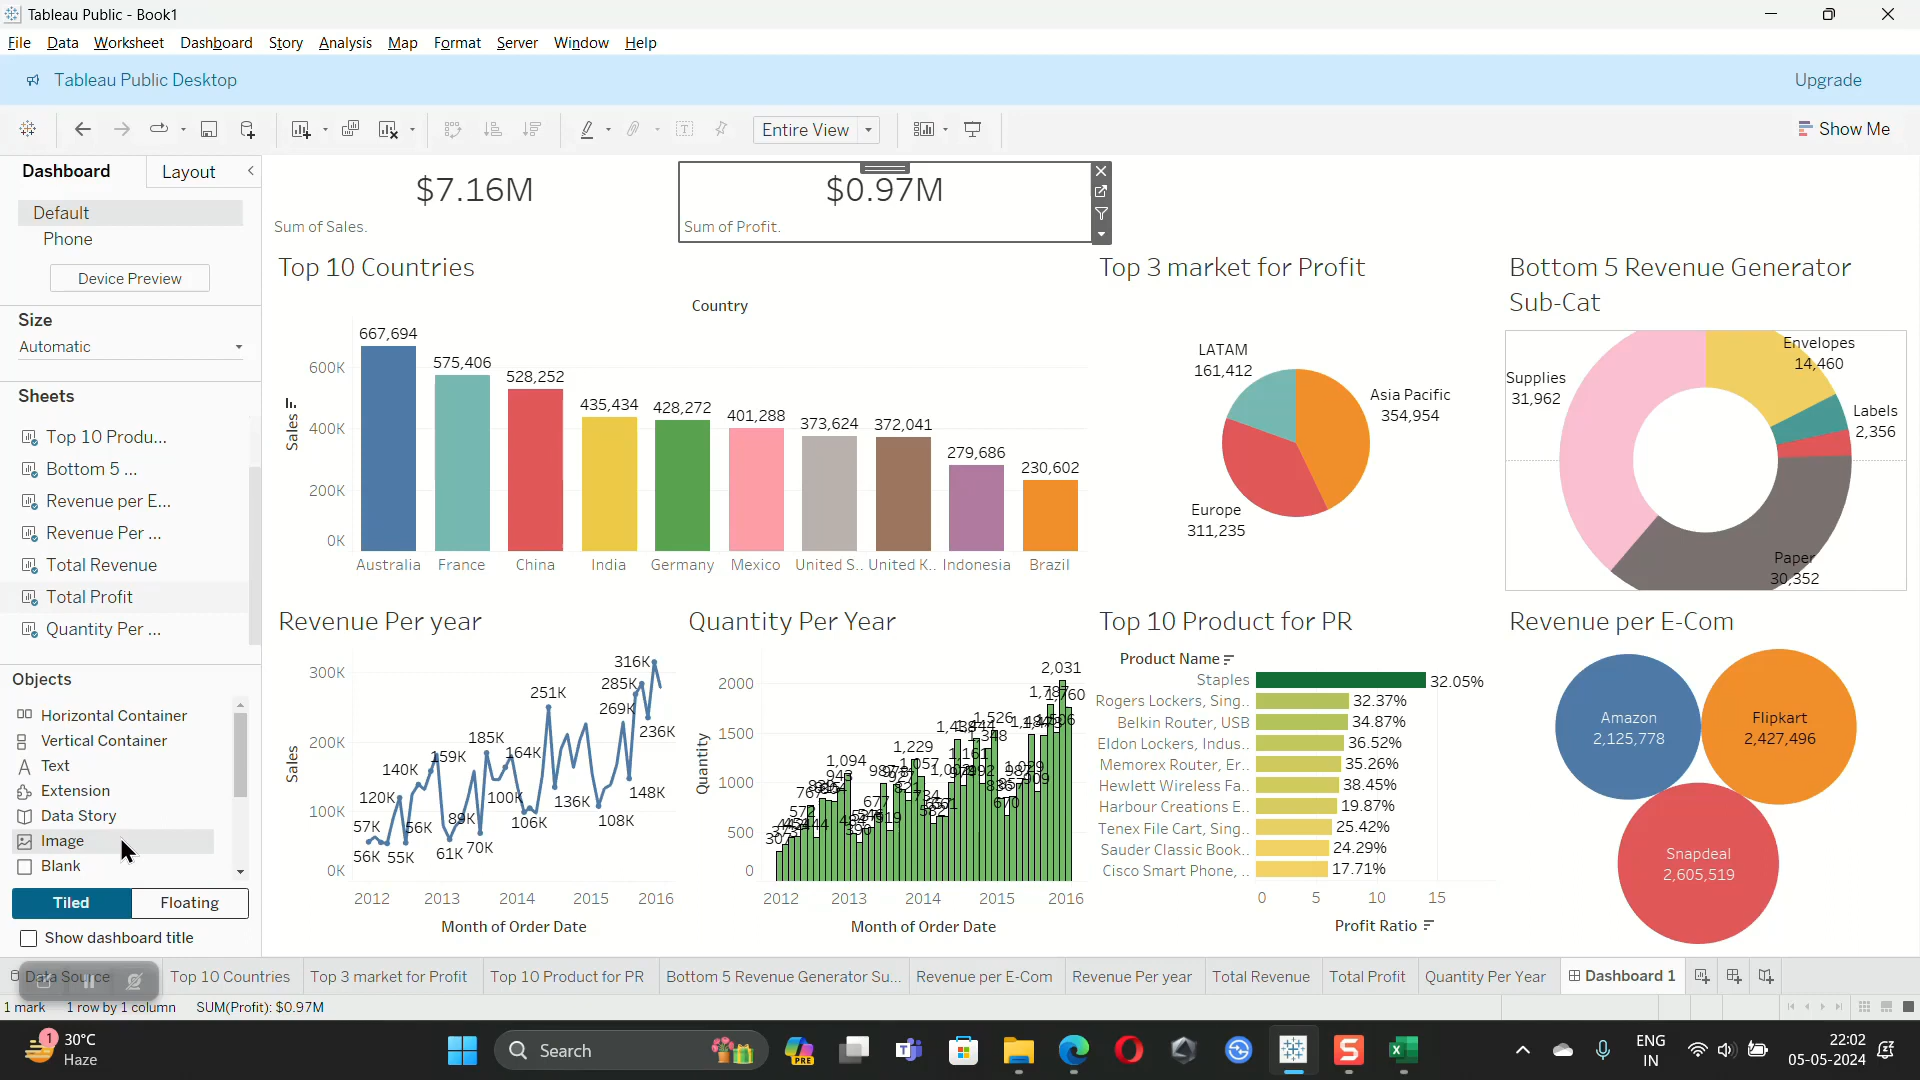 Tableau Public - Book1
File Data Worksheet Dashboard Story Analysis Map Format Server Window Help
Tableau Public Desktop
Upgrade
Entire View
Show Me
Dashboard
Layout
Default
Phone
Device Preview
Size
Automatic
Sheets
Top 10 Produ...
Bottom 5 ...
Revenue per E...
Revenue Per ...
Total Revenue
Total Profit
Quantity Per ...
Objects
Horizontal Container
Vertical Container
Text
Extension
Data Story
Image
Blank
Tiled
Floating
Show dashboard title
$7.16M
Sum of Sales.
$0.97M
Sum of Profit.
Top 10 Countries
Country
Sales
600K
400K
200K
0K
667,694
575,406
528,252
435,434
428,272
401,288
373,624
372,041
279,686
230,602
Australia
France
China
India
Germany
Mexico
United S..
United K..
Indonesia
Brazil
Top 3 market for Profit
LATAM
161,412
Asia Pacific
354,954
Europe
311,235
Bottom 5 Revenue Generator
Sub-Cat
Envelopes
14,460
Supplies
31,962
Labels
2,356
Paper
30,352
Revenue Per year
Sales
300K
200K
100K
0K
57K
56K
55K
120K
140K
56K
159K
61K
89K
70K
185K
100K
164K
106K
251K
136K
108K
269K
285K
316K
148K
236K
2012
2013
2014
2015
2016
Month of Order Date
Quantity Per Year
Quantity
2000
1500
1000
500
0
1,094
943
572
677
1,229
1,526
2,031
2012
2013
2014
2015
2016
Month of Order Date
Top 10 Product for PR
Product Name
Staples 32.05%
Rogers Lockers, Sing.. 32.37%
Belkin Router, USB 34.87%
Eldon Lockers, Indus.. 36.52%
Memorex Router, Er.. 35.26%
Hewlett Wireless Fa.. 38.45%
Harbour Creations E.. 19.87%
Tenex File Cart, Sing.. 25.42%
Sauder Classic Book.. 24.29%
Cisco Smart Phone, .. 17.71%
0 5 10 15
Profit Ratio
Revenue per E-Com
Amazon
2,125,778
Flipkart
2,427,496
Snapdeal
2,605,519
Data Source
Top 10 Countries
Top 3 market for Profit
Top 10 Product for PR
Bottom 5 Revenue Generator Su...
Revenue per E-Com
Revenue Per year
Total Revenue
Total Profit
Quantity Per Year
Dashboard 1
1 mark 1 row by 1 column SUM(Profit): $0.97M
1
30°C
Haze
Search
PRE
ENG
IN
22:02
05-05-2024